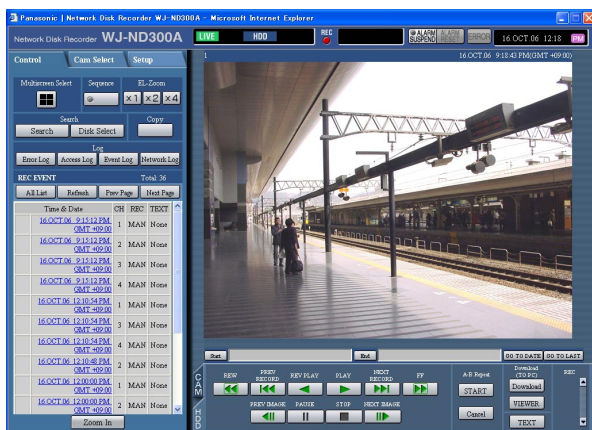 Panasonic | Network Disk Recorder WJ-ND300A - Microsoft Internet Explorer
Network Disk Recorder WJ-ND300A
LIVE HDD REC ALARM SUSPEND ALARM RESET ERROR 16.OCT.06 12:18 PM
Control Cam Select Setup
1 16.OCT.06 9:18:43 PM(GMT +09:00)
Multiscreen Select Sequence EL-Zoom
x1 x2 x4
Search Copy
Search Disk Select
Log
Error Log Access Log Event Log Network Log
REC EVENT Total: 36
All List Refresh Prev Page Next Page
Time & Date CH REC TEXT
16.OCT.06 9:15:12 PM
GMT +09:00 1 MAN None
16.OCT.06 9:15:12 PM
GMT +09:00 2 MAN None
16.OCT.06 9:15:12 PM
GMT +09:00 3 MAN None
16.OCT.06 9:15:12 PM
GMT +09:00 4 MAN None
16.OCT.06 12:10:54 PM
GMT +09:00 1 MAN None
16.OCT.06 12:10:54 PM
GMT +09:00 3 MAN None
16.OCT.06 12:10:54 PM
GMT +09:00 4 MAN None
16.OCT.06 12:10:48 PM
GMT +09:00 2 MAN None
16.OCT.06 12:00:00 PM
GMT +09:00 1 MAN None
16.OCT.06 12:00:00 PM
GMT +09:00 2 MAN None
Zoom In
Start End GO TO DATE GO TO LAST
CAM
HDD
REW PREV RECORD REV PLAY PLAY NEXT RECORD FF
PREV IMAGE PAUSE STOP NEXT IMAGE
A-B Repeat
START
Cancel
Download (TO PC)
Download
VIEWER
TEXT
REC